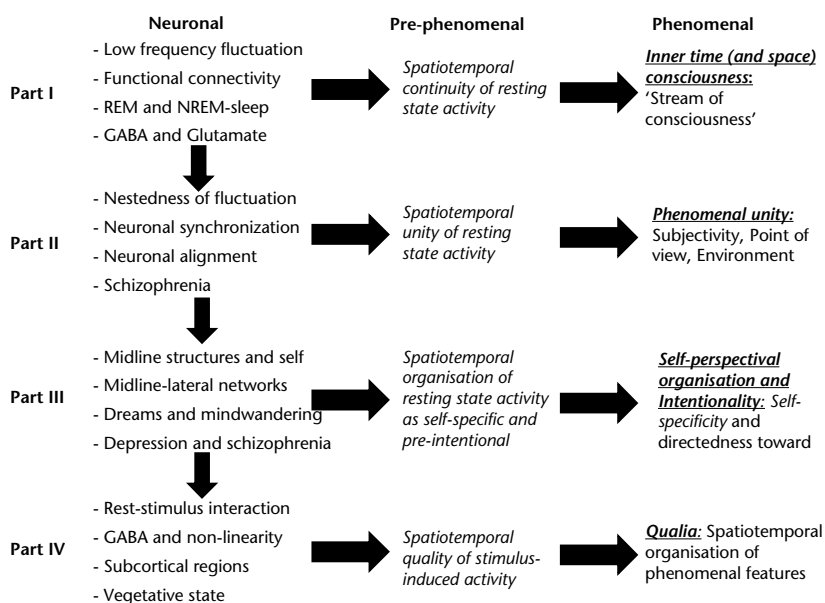 Neuronal
Pre-phenomenal
Phenomenal
Part I
- Low frequency fluctuation
- Functional connectivity
- REM and NREM-sleep
- GABA and Glutamate
Spatiotemporal
continuity of resting
state activity
Inner time (and space)
consciousness:
‘Stream of
consciousness’
Part II
- Nestedness of fluctuation
- Neuronal synchronization
- Neuronal alignment
- Schizophrenia
Spatiotemporal
unity of resting
state activity
Phenomenal unity:
Subjectivity, Point of
view, Environment
Part III
- Midline structures and self
- Midline-lateral networks
- Dreams and mindwandering
- Depression and schizophrenia
Spatiotemporal
organisation of
resting state activity
as self-specific and
pre-intentional
Self-perspectival
organisation and
Intentionality: Self-
specificity and
directedness toward
Part IV
- Rest-stimulus interaction
- GABA and non-linearity
- Subcortical regions
- Vegetative state
Spatiotemporal
quality of stimulus-
induced activity
Qualia: Spatiotemporal
organisation of
phenomenal features